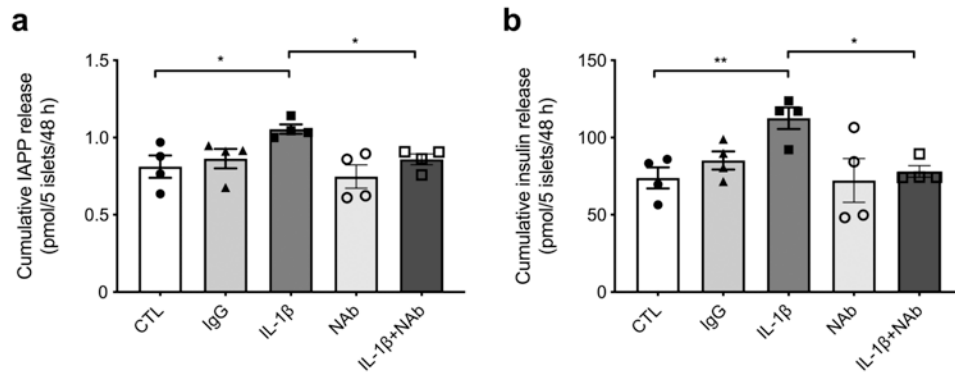 a
Cumulative IAPP release
(pmol/5 islets/48 h)
1.5
1.0
0.5
0
*
*
CTL
IgG
IL-1β
NAb
IL-1β+NAb
b
Cumulative insulin release
(pmol/5 islets/48 h)
150
100
50
0
**
*
CTL
IgG
IL-1β
NAb
IL-1β+NAb